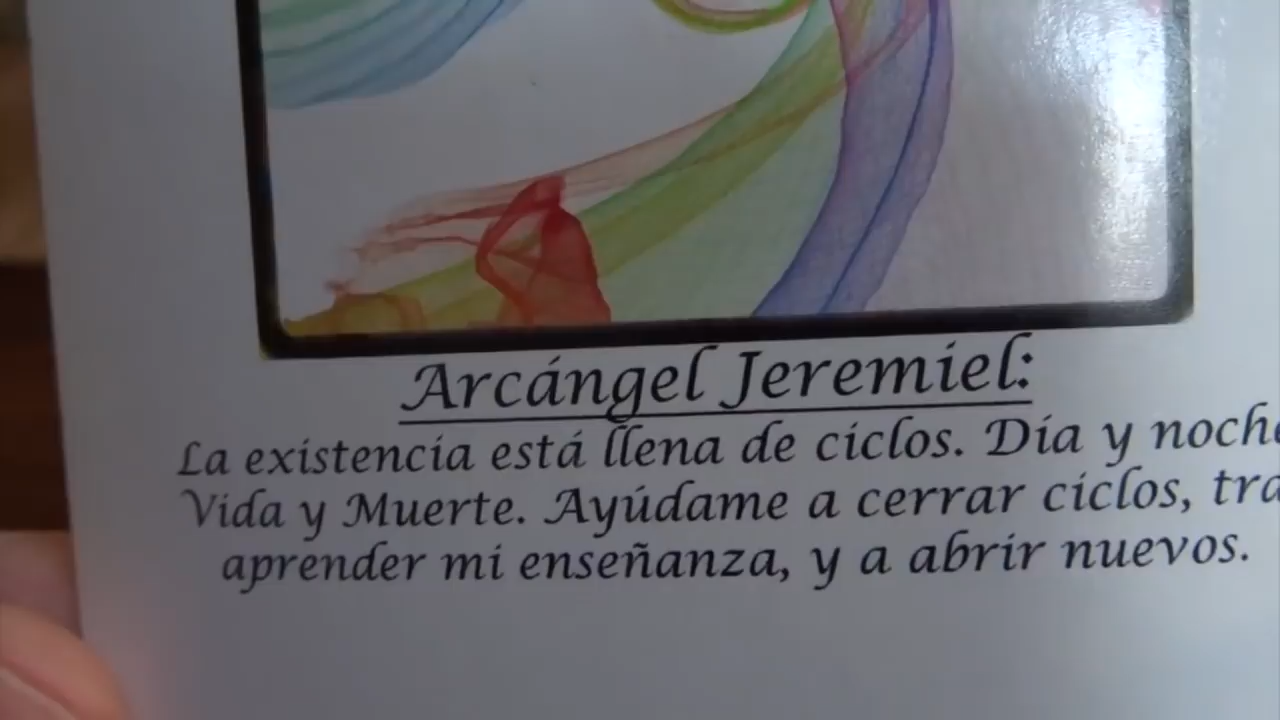 Arcángel Jeremiel:
La existencia está llena de ciclos. Día y
Vida y Muerte. Ayúdame a cerrar ciclos,
aprender mi enseñanza, y a abrir nuevos.